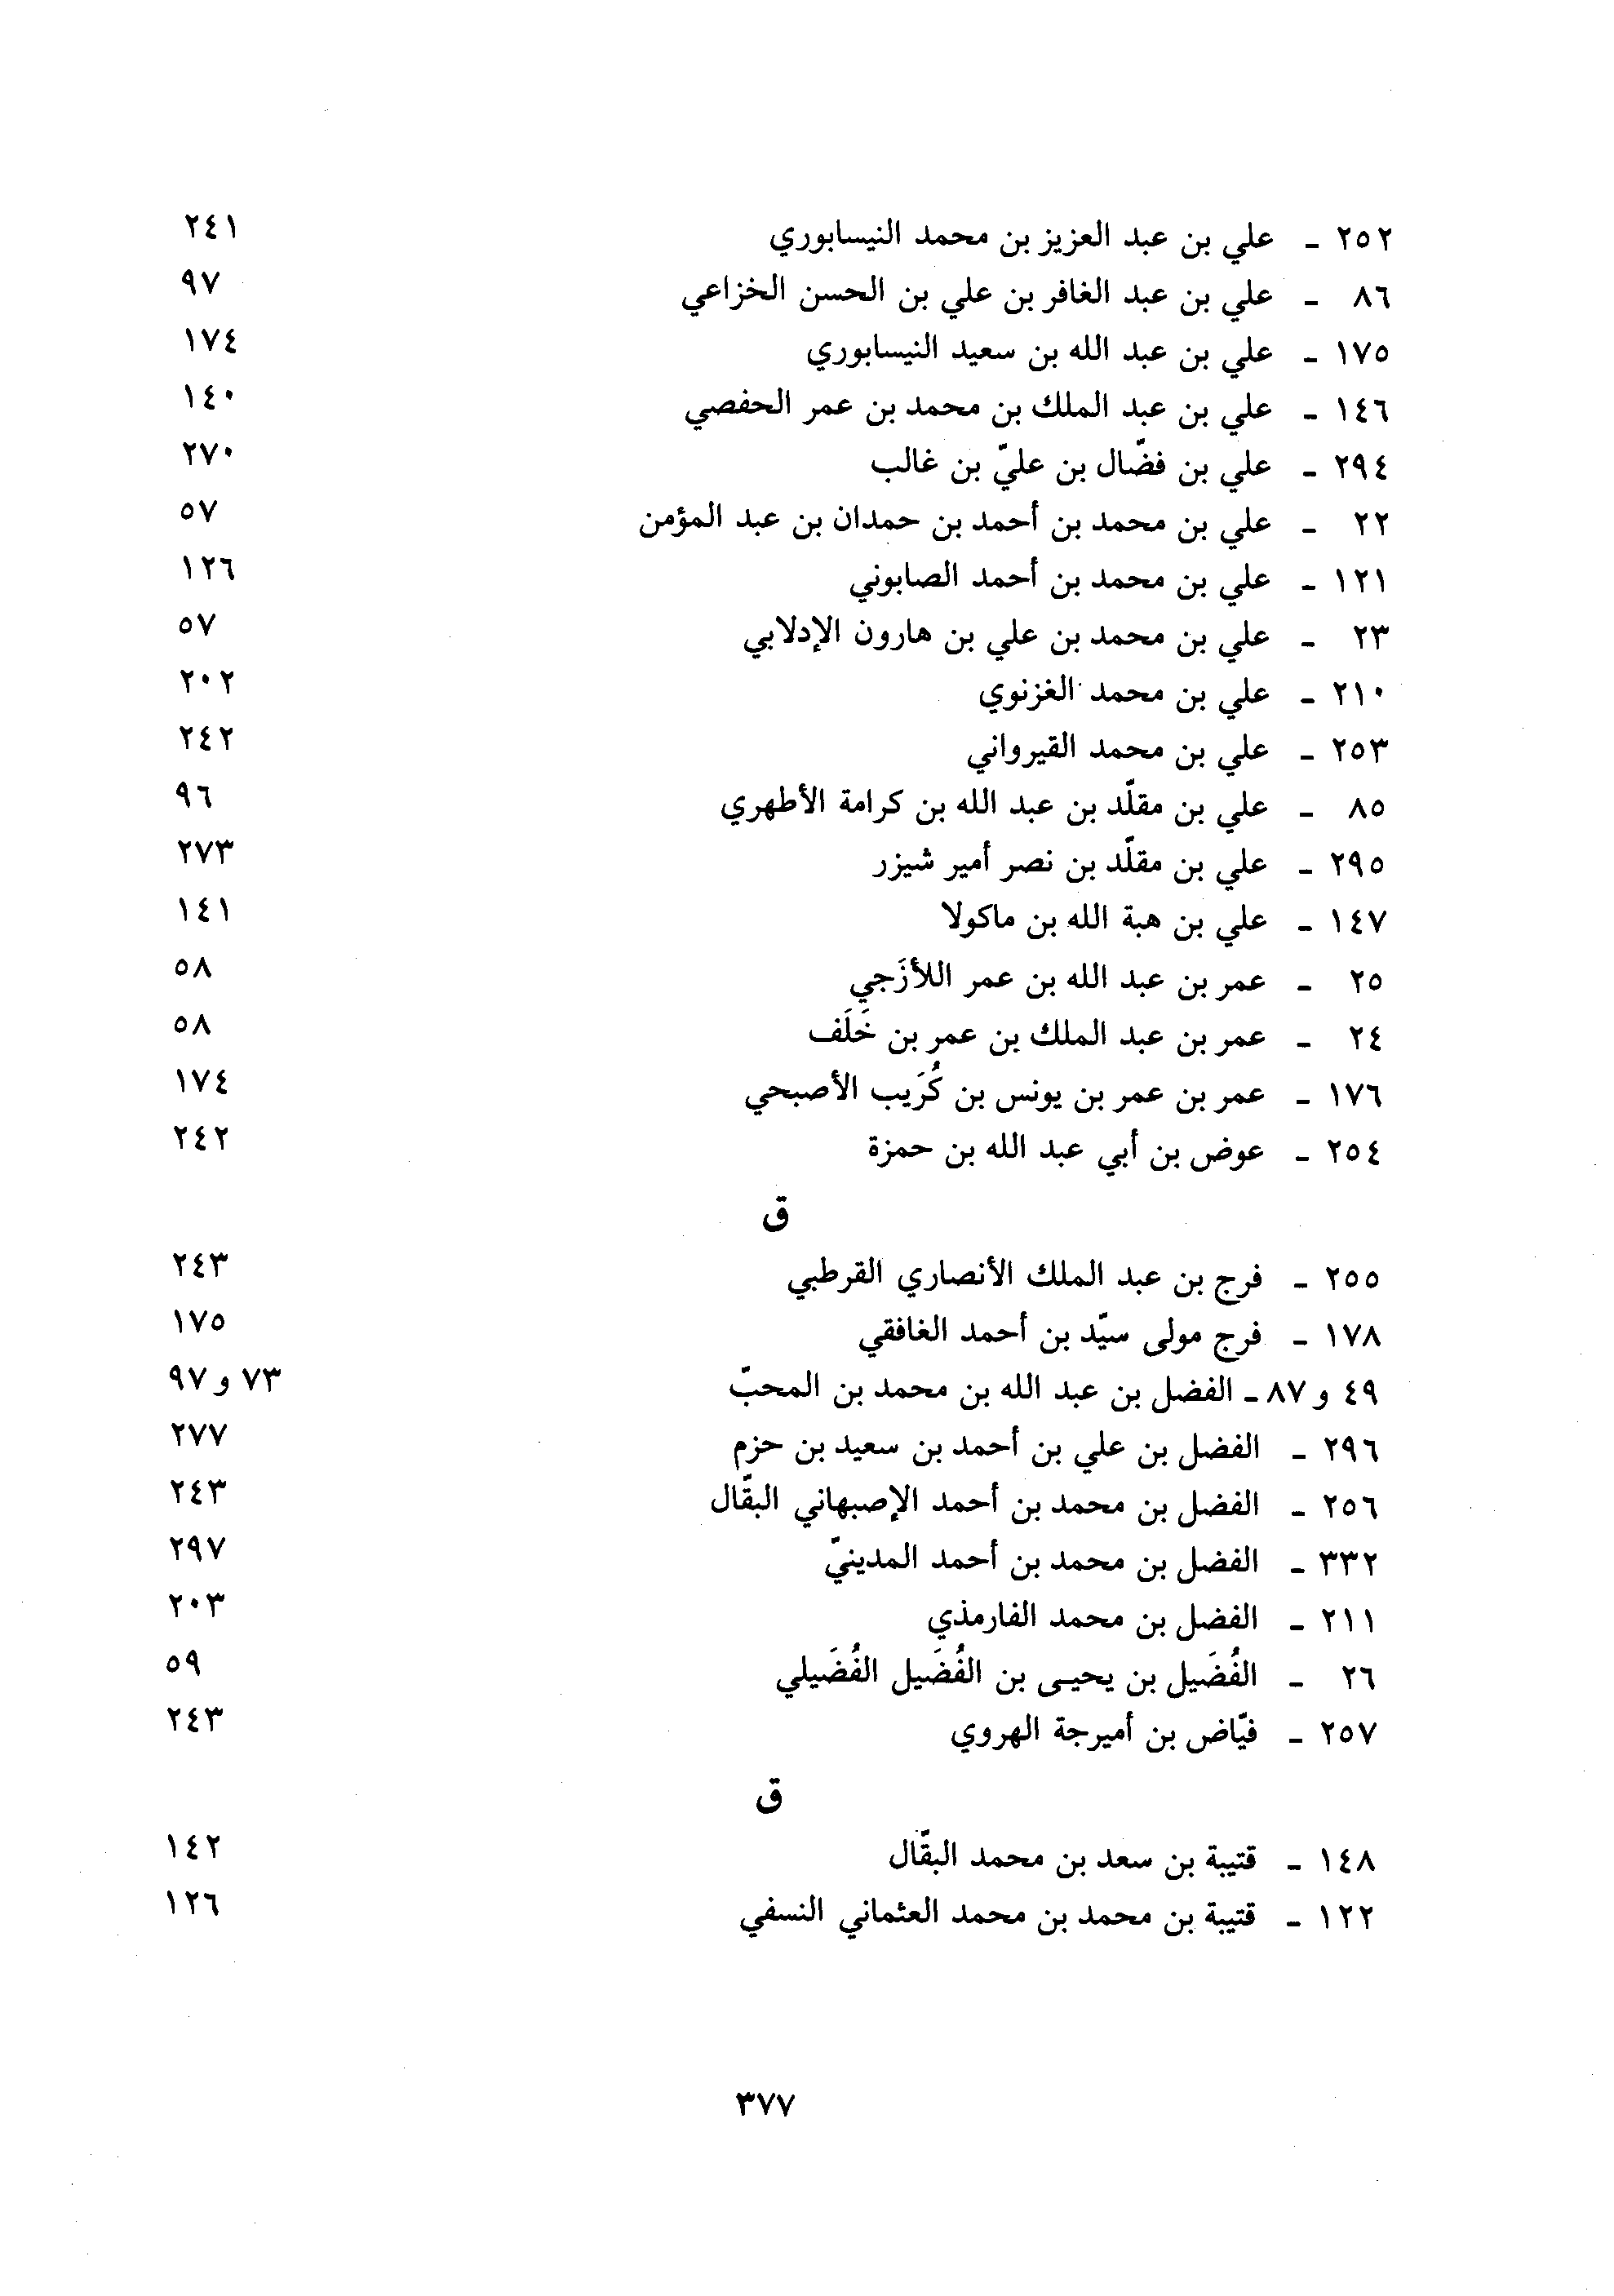 ٢٥٢ - علي بن عبد العزيز بن محمد النيسابوري ٢٤١
٨٦ - علي بن عبد الغافر بن علي بن الحسن الخزاعي ٩٧
١٧٥ - علي بن عبد الله بن سعيد النيسابوري ١٧٤
١٤٦ - علي بن عبد الملك بن محمد بن عمر الحفصي ١٤٠
٢٩٤ - علي بن فضّال بن عليّ بن غالب ٢٧٠
٢٢ - علي بن محمد بن أحمد بن حمدان بن عبد المؤمن ٥٧
١٢١ - علي بن محمد بن أحمد الصابوني ١٢٦
٢٣ - علي بن محمد بن علي بن هارون الإدلابي ٥٧
٢١٠ - علي بن محمد الغزنوي ٢٠٢
٢٥٣ - علي بن محمد القيرواني ٢٤٢
٨٥ - علي بن مقلّد بن عبد الله بن كرامة الأطهري ٩٦
٢٩٥ - علي بن مقلّد بن نصر أمير شيزر ٢٧٣
١٤٧ - علي بن هبة الله بن ماكولا ١٤١
٢٥ - عمر بن عبد الله بن عمر اللأزَجي ٥٨
٢٤ - عمر بن عبد الملك بن عمر بن خَلَف ٥٨
١٧٦ - عمر بن عمر بن يونس بن كُرَيب الأصبحي ١٧٤
٢٥٤ - عوض بن أبي عبد الله بن حمزة ٢٤٢
ق
٢٥٥ - فرج بن عبد الملك الأنصاري القرطبي ٢٤٣
١٧٨ - فرج مولى سيّد بن أحمد الغافقي ١٧٥
٤٩ و ٨٧ - الفضل بن عبد الله بن محمد بن المحبّ ٧٣ و ٩٧
٢٩٦ - الفضل بن علي بن أحمد بن سعيد بن حزم ٢٧٧
٢٥٦ - الفضل بن محمد بن أحمد الإصبهاني البقّال ٢٤٣
٣٣٢ - الفضل بن محمد بن أحمد المدينيّ ٢٩٧
٢١١ - الفضل بن محمد الفارمذي ٢٠٣
٢٦ - الفُضَيل بن يحيى بن الفُضَيل الفُضَيلي ٥٩
٢٥٧ - فيّاض بن أميرجة الهروي ٢٤٣
ق
١٤٨ - قتيبة بن سعد بن محمد البقّال ١٤٢
١٢٢ - قتيبة بن محمد بن محمد العثماني النسفي ١٢٦
٣٧٧